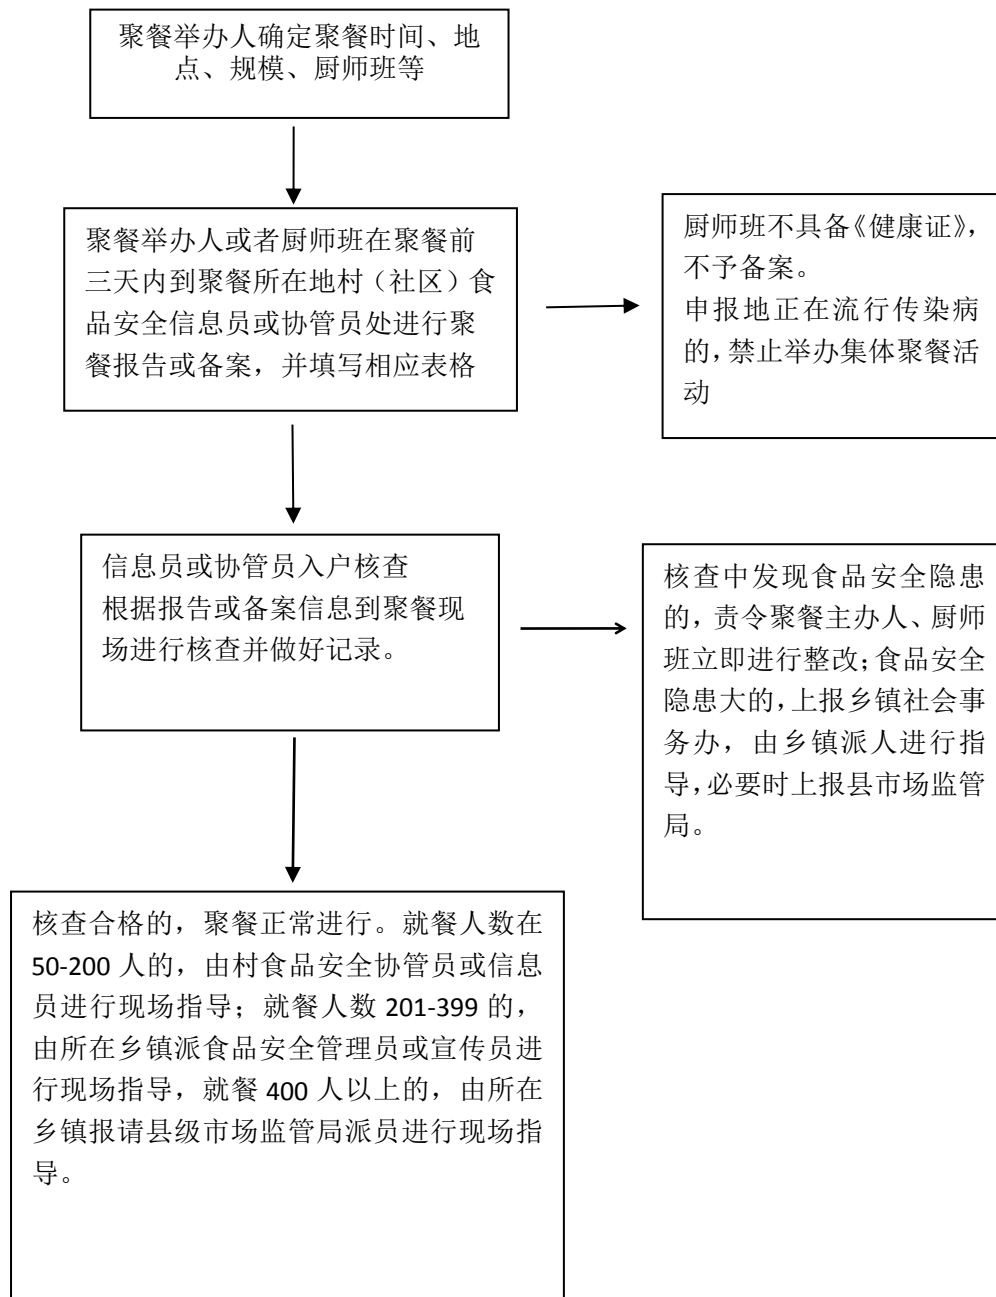 聚餐举办人确定聚餐时间、地
点、规模、厨师班等
聚餐举办人或者厨师班在聚餐前
三天内到聚餐所在地村（社区）食
品安全信息员或协管员处进行聚
餐报告或备案，并填写相应表格
厨师班不具备《健康证》，
不予备案。
申报地正在流行传染病
的，禁止举办集体聚餐活
动
信息员或协管员入户核查
根据报告或备案信息到聚餐现
场进行核查并做好记录。
核查中发现食品安全隐患
的，责令聚餐主办人、厨师
班立即进行整改；食品安全
隐患大的，上报乡镇社会事
务办，由乡镇派人进行指
导，必要时上报县市场监管
局。
核查合格的，聚餐正常进行。就餐人数在
50-200 人的，由村食品安全协管员或信息
员进行现场指导；就餐人数 201-399 的，
由所在乡镇派食品安全管理员或宣传员进
行现场指导，就餐 400 人以上的，由所在
乡镇报请县级市场监管局派员进行现场指
导。